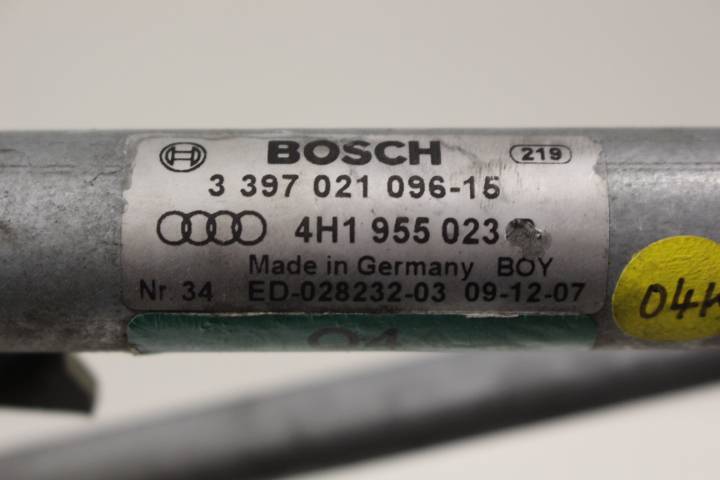 BOSCH 219
3 397 021 096-15
4H1 955 023
Made in Germany BOY
Nr. 34 ED-028232-03 09-12-07
04